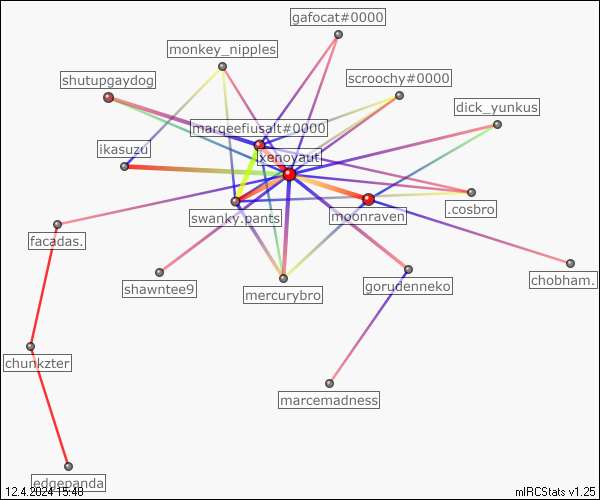 gafocat#0000
monkey_nipples
scroochy#0000
shutupgaydog
dick_yunkus
marqeefiusalt#0000
ikasuzu
xenoyaut.
swanky.pants
moonraven
.cosbro
facadas.
shawntee9
mercurybro
gorudenneko
chobham.
chunkzter
marcemadness
edgepanda
12.4.2024 15:48
mIRCStats v1.25